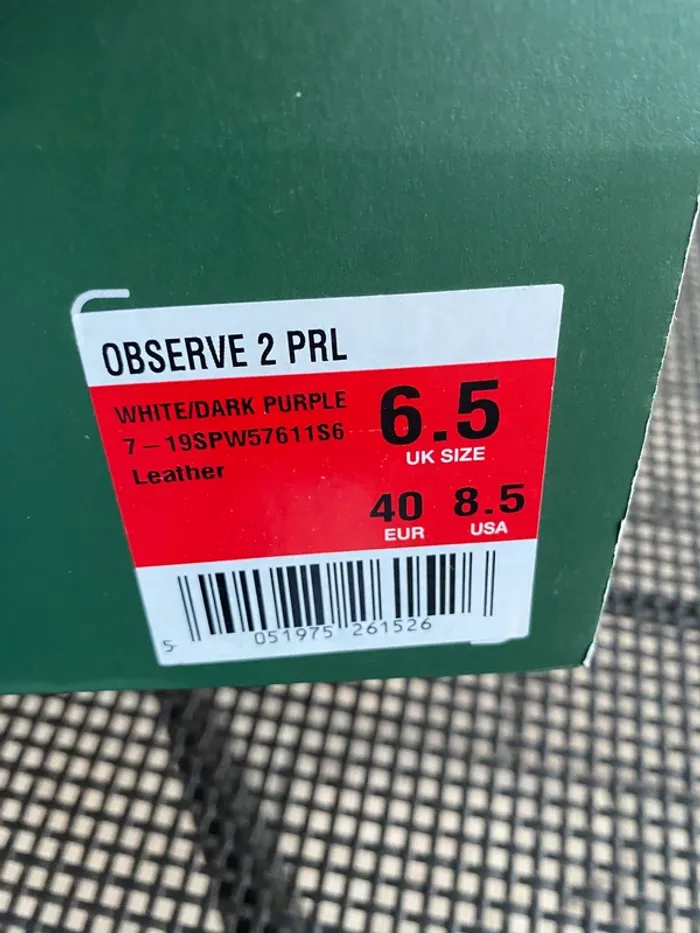 OBSERVE 2 PRL
WHITE/DARK PURPLE
7-19SPW57611S6
Leather
6.5
UK SIZE
40 8.5
EUR USA
5 051975 261526